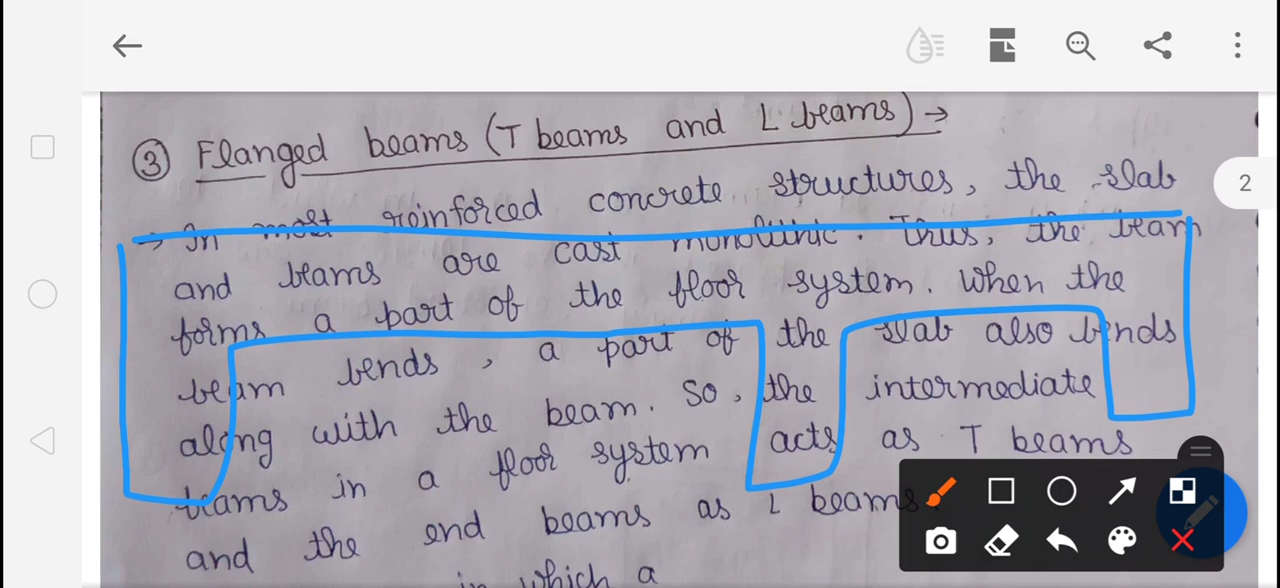 2
③ Flanged beams (T beams and L beams) →
→ In most reinforced concrete structures, the slab
and beams are cast monolithic. Thus, the beam
forms a part of the floor system. When the
beam bends, a part of the slab also bends
along with the beam. So, the intermediate
beams in a floor system acts as T beams
and the end beams as L beams
in which a